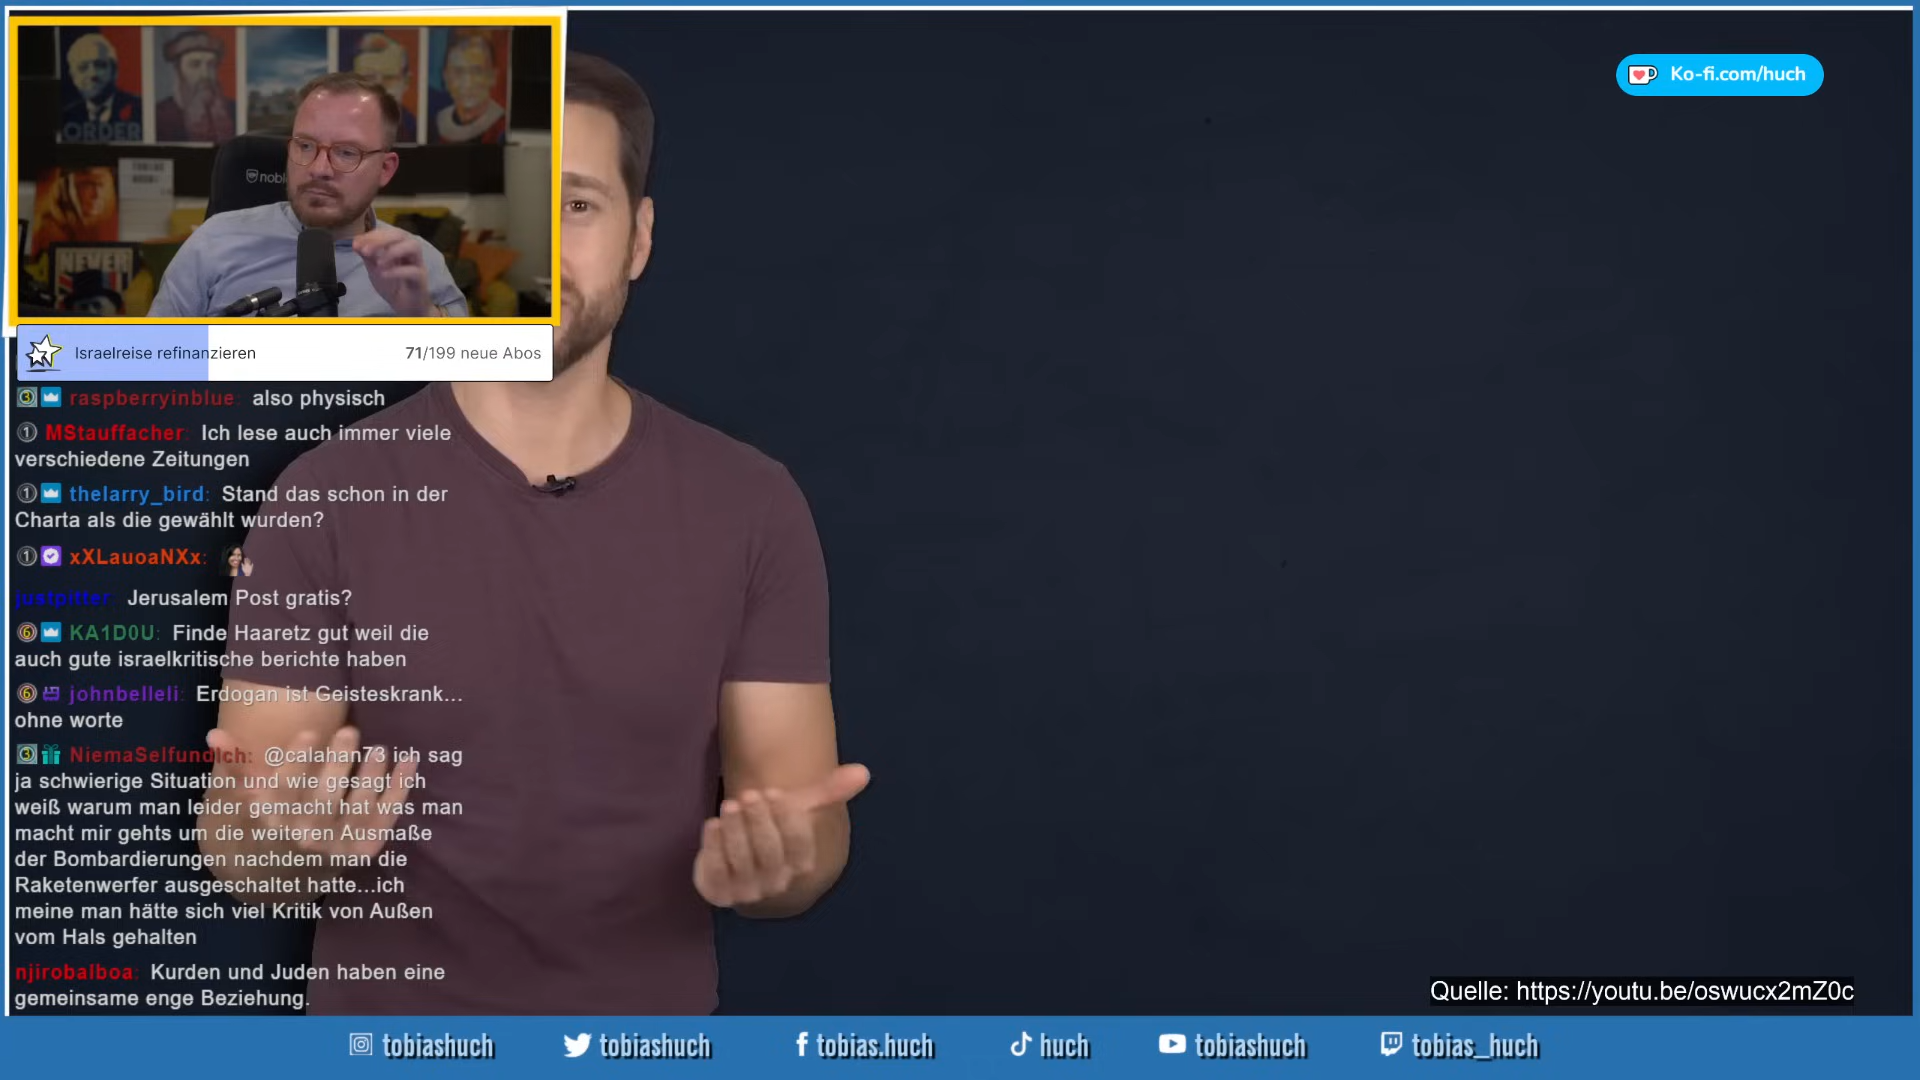 ORDER
nobl
NEVER
Ko-fi.com/huch
Israelreise refinanzieren
71/199 neue Abos
raspberryinblue: also physisch
MStauffacher: Ich lese auch immer viele
verschiedene Zeitungen
thelarry_bird: Stand das schon in der
Charta als die gewählt wurden?
xXLauoaNXx:
justpitter: Jerusalem Post gratis?
KA1D0U: Finde Haaretz gut weil die
auch gute israelkritische berichte haben
johnbelleli: Erdogan ist Geisteskrank...
ohne worte
NiemaSelfundIch: @calahan73 ich sag
ja schwierige Situation und wie gesagt ich
weiß warum man leider gemacht hat was man
macht mir gehts um die weiteren Ausmaße
der Bombardierungen nachdem man die
Raketenwerfer ausgeschaltet hatte...ich
meine man hätte sich viel Kritik von Außen
vom Hals gehalten
njirobalboa: Kurden und Juden haben eine
gemeinsame enge Beziehung.
Quelle: https://youtu.be/oswucx2mZ0c
tobiashuch
tobiashuch
tobias.huch
huch
tobiashuch
tobias_huch